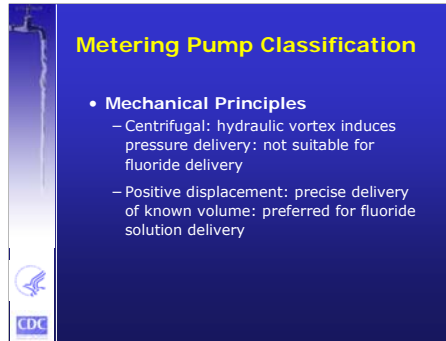 Metering Pump Classification
• Mechanical Principles
– Centrifugal: hydraulic vortex induces
pressure delivery: not suitable for
fluoride delivery
– Positive displacement: precise delivery
of known volume: preferred for fluoride
solution delivery
CDC